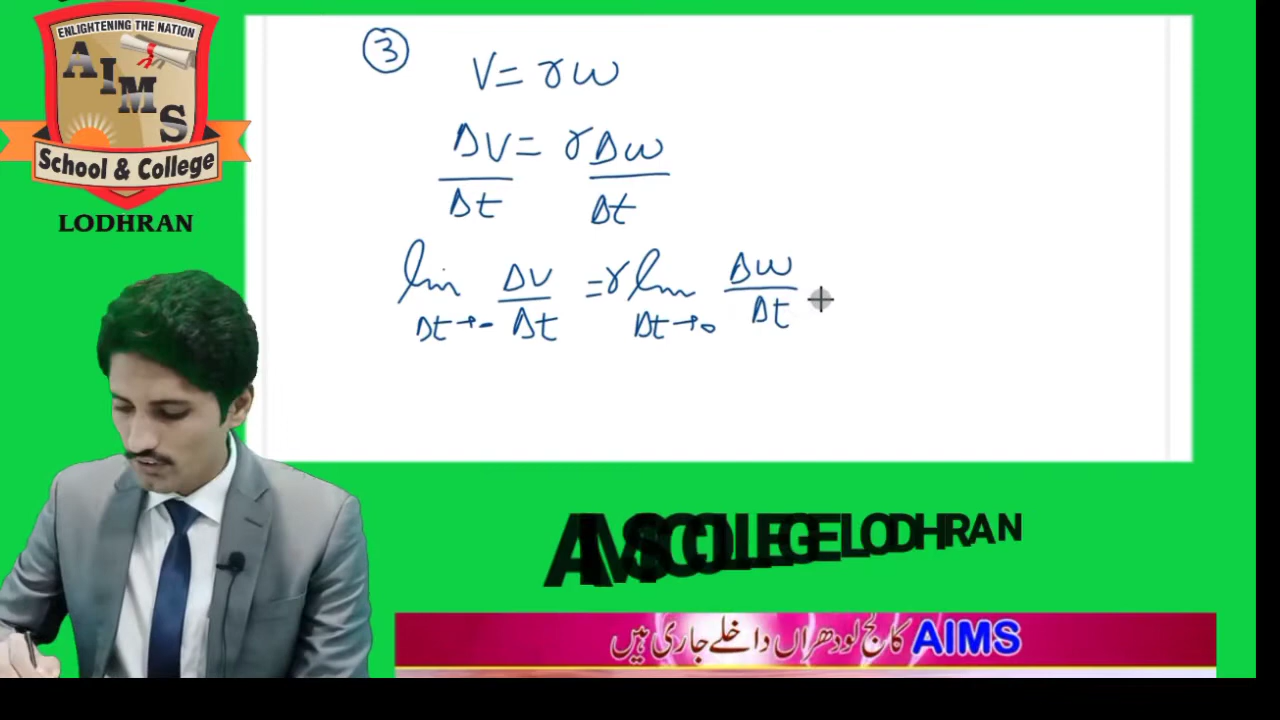 ENLIGHTENING THE NATION
AIMS
School & College
LODHRAN
③
V = rω
ΔV/Δt = r Δω/Δt
lim Δt→- ΔV/Δt = r lim Δt→0 Δω/Δt
AIMS COLLEGE LODHRAN
AIMS کالج لودھراں داخلے جاری ہیں